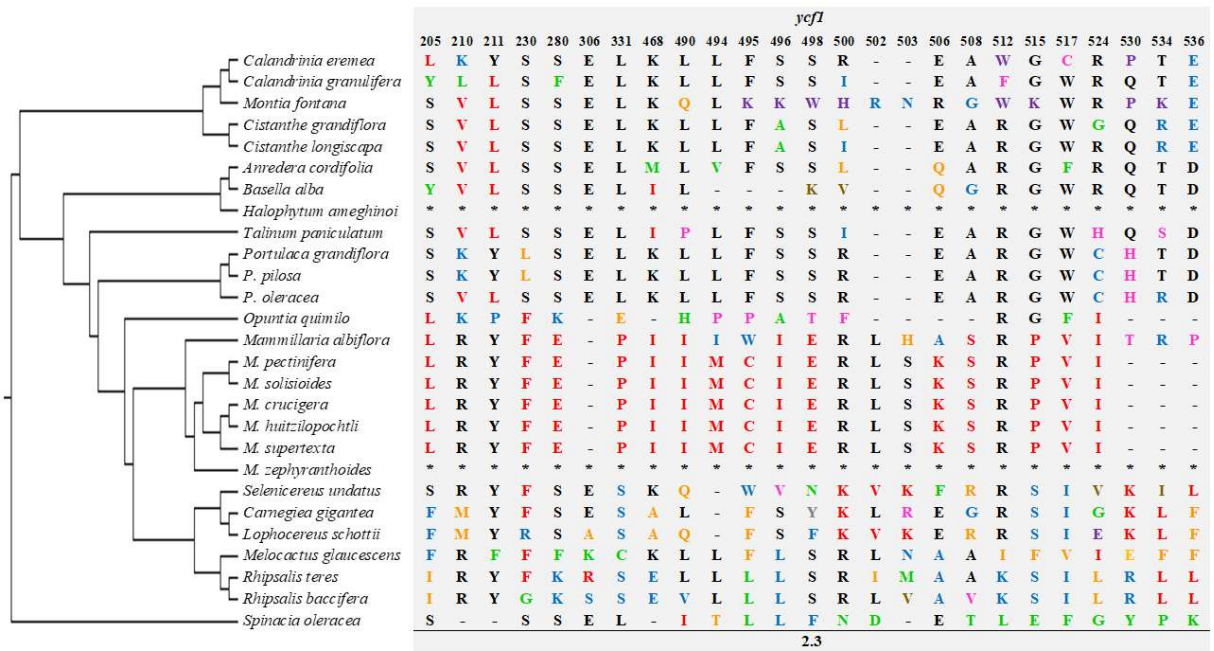 ycf1
205 210 211 230 280 306 331 468 490 494 495 496 498 500 502 503 506 508 512 515 517 524 530 534 536
Calandrinia eremea L K Y S S E L K L L F S S R - - E A W G C R P T E
Calandrinia granulifera Y L L S F E L K L L F S S I - - E A F G W R Q T E
Montia fontana S V L S S E L K Q L K K W H R N R G W K W R P K E
Cistanthe grandiflora S V L S S E L K L L F A S L - - E A R G W G Q R E
Cistanthe longiscapa S V L S S E L K L L F A S I - - E A R G W R Q R E
Anredera cordifolia S V L S S E L M L V F S S L - - Q A R G F R Q T D
Basella alba Y V L S S E L I L - - - K V - - Q G R G W R Q T D
Halophytum ameghinoi * * * * * * * * * * * * * * * * * * * * * * * * *
Talinum paniculatum S V L S S E L I P L F S S I - - E A R G W H Q S D
Portulaca grandiflora S K Y L S E L K L L F S S R - - E A R G W C H T D
P. pilosa S K Y L S E L K L L F S S R - - E A R G W C H T D
P. oleracea S V L S S E L K L L F S S R - - E A R G W C H R D
Opuntia quimilo L K P F K - E - H P P A T F - - - - R G F I - - -
Mammillaria albiflora L R Y F E - P I I I W I E R L H A S R P V I T R P
M. pectinifera L R Y F E - P I I M C I E R L S K S R P V I - - -
M. solisioides L R Y F E - P I I M C I E R L S K S R P V I - - -
M. crucigera L R Y F E - P I I M C I E R L S K S R P V I - - -
M. huitzilopochtli L R Y F E - P I I M C I E R L S K S R P V I - - -
M. supertexta L R Y F E - P I I M C I E R L S K S R P V I - - -
M. zephyranthoides * * * * * * * * * * * * * * * * * * * * * * * * *
Selenicereus undatus S R Y F S E S K Q - W V N K V K F R R S I V K I L
Carnegiea gigantea F M Y F S E S A L - F S Y K L R E G R S I G K L F
Lophocereus schottii F M Y R S A S A Q - F S F K V K E R R S I E K L F
Melocactus glaucescens F R F F F K C K L L F L S R L N A A I F V I E F F
Rhipsalis teres I R Y F K R S E L L L L S R I M A A K S I L R L L
Rhipsalis baccifera I R Y G K S S E V L L L S R L V A V K S I L R L L
Spinacia oleracea S - - S S E L - I T L L F N D - E T L E F G Y P K
2.3